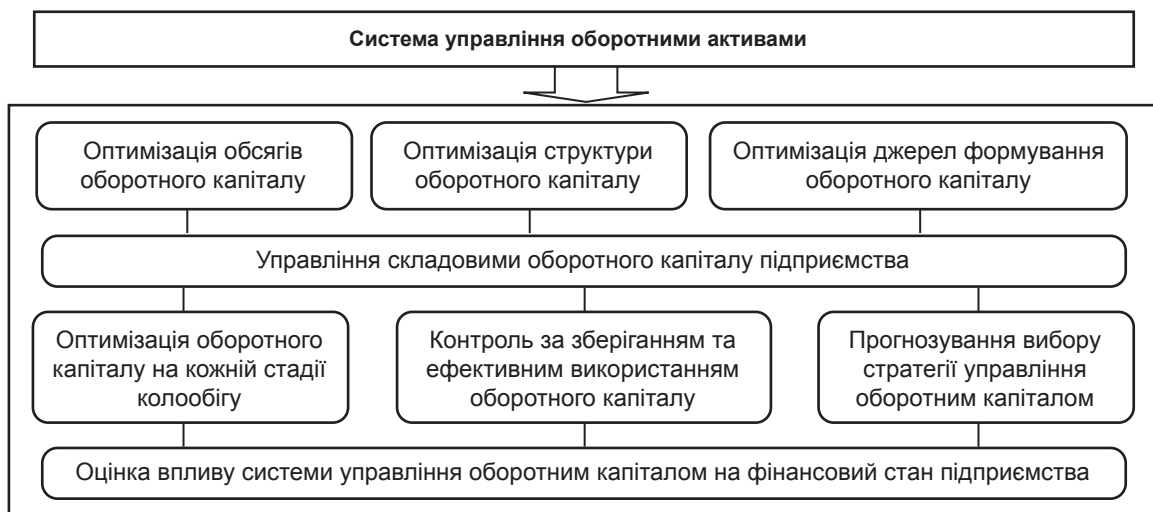 Система управління оборотними активами
Оптимізація обсягів
оборотного капіталу
Оптимізація структури
оборотного капіталу
Оптимізація джерел формування
оборотного капіталу
Управління складовими оборотного капіталу підприємства
Оптимізація оборотного
капіталу на кожній стадії
колообігу
Контроль за зберіганням та
ефективним використанням
оборотного капіталу
Прогнозування вибору
стратегії управління
оборотним капіталом
Оцінка впливу системи управління оборотним капіталом на фінансовий стан підприємства